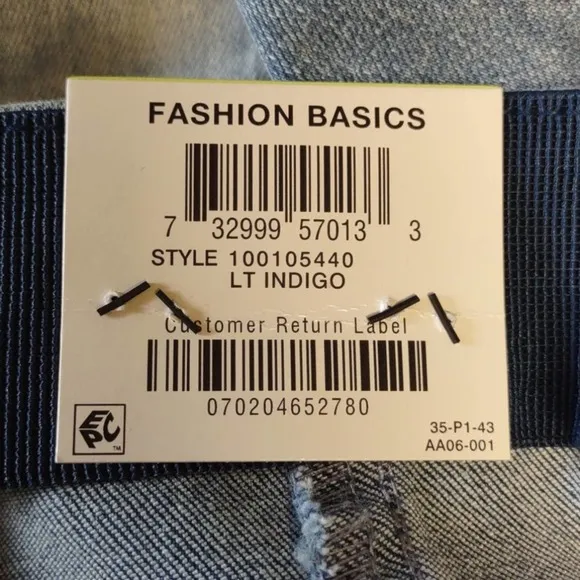 FASHION BASICS
7 32999 57013 3
STYLE 100105440
LT INDIGO
Customer Return Label
070204652780
EPC TM
35-P1-43
AA06-001